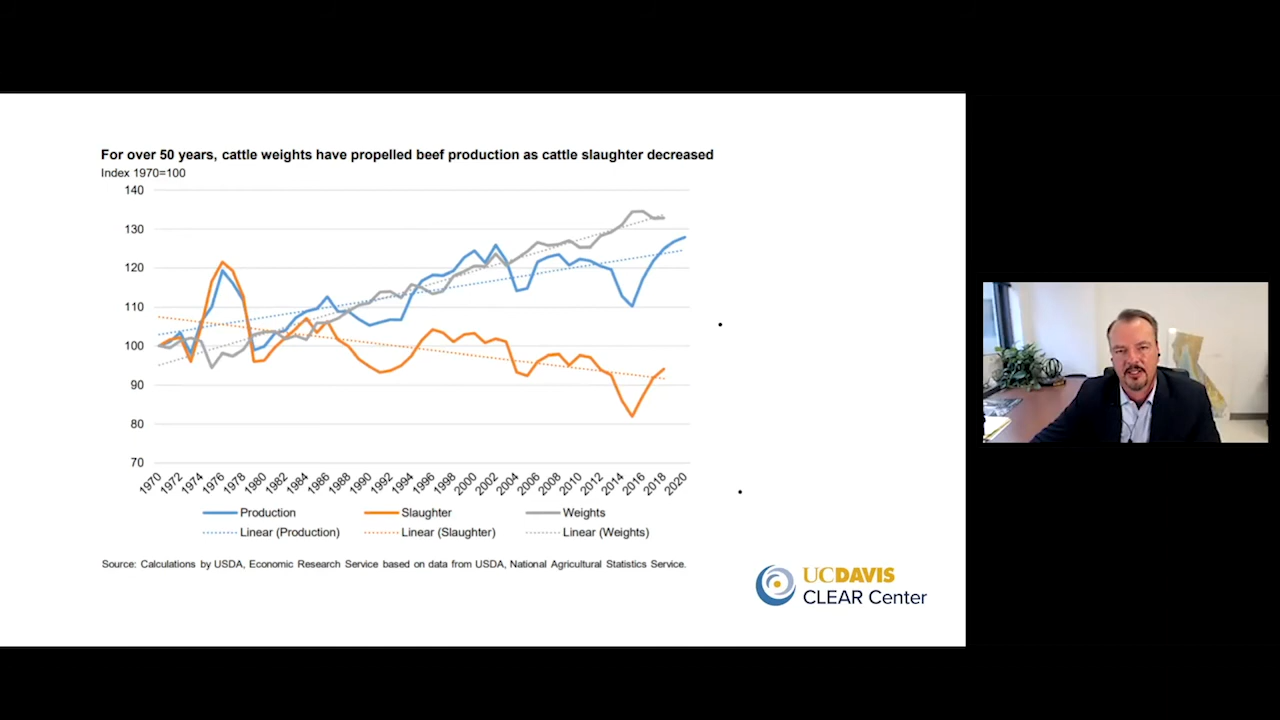 For over 50 years, cattle weights have propelled beef production as cattle slaughter decreased
Index 1970=100
140
130
120
110
100
90
80
70
1970 1972 1974 1976 1978 1980 1982 1984 1986 1988 1990 1992 1994 1996 1998 2000 2002 2004 2006 2008 2010 2012 2014 2016 2018 2020
Production Slaughter Weights
Linear (Production) Linear (Slaughter) Linear (Weights)
Source: Calculations by USDA, Economic Research Service based on data from USDA, National Agricultural Statistics Service.
UCDAVIS
CLEAR Center